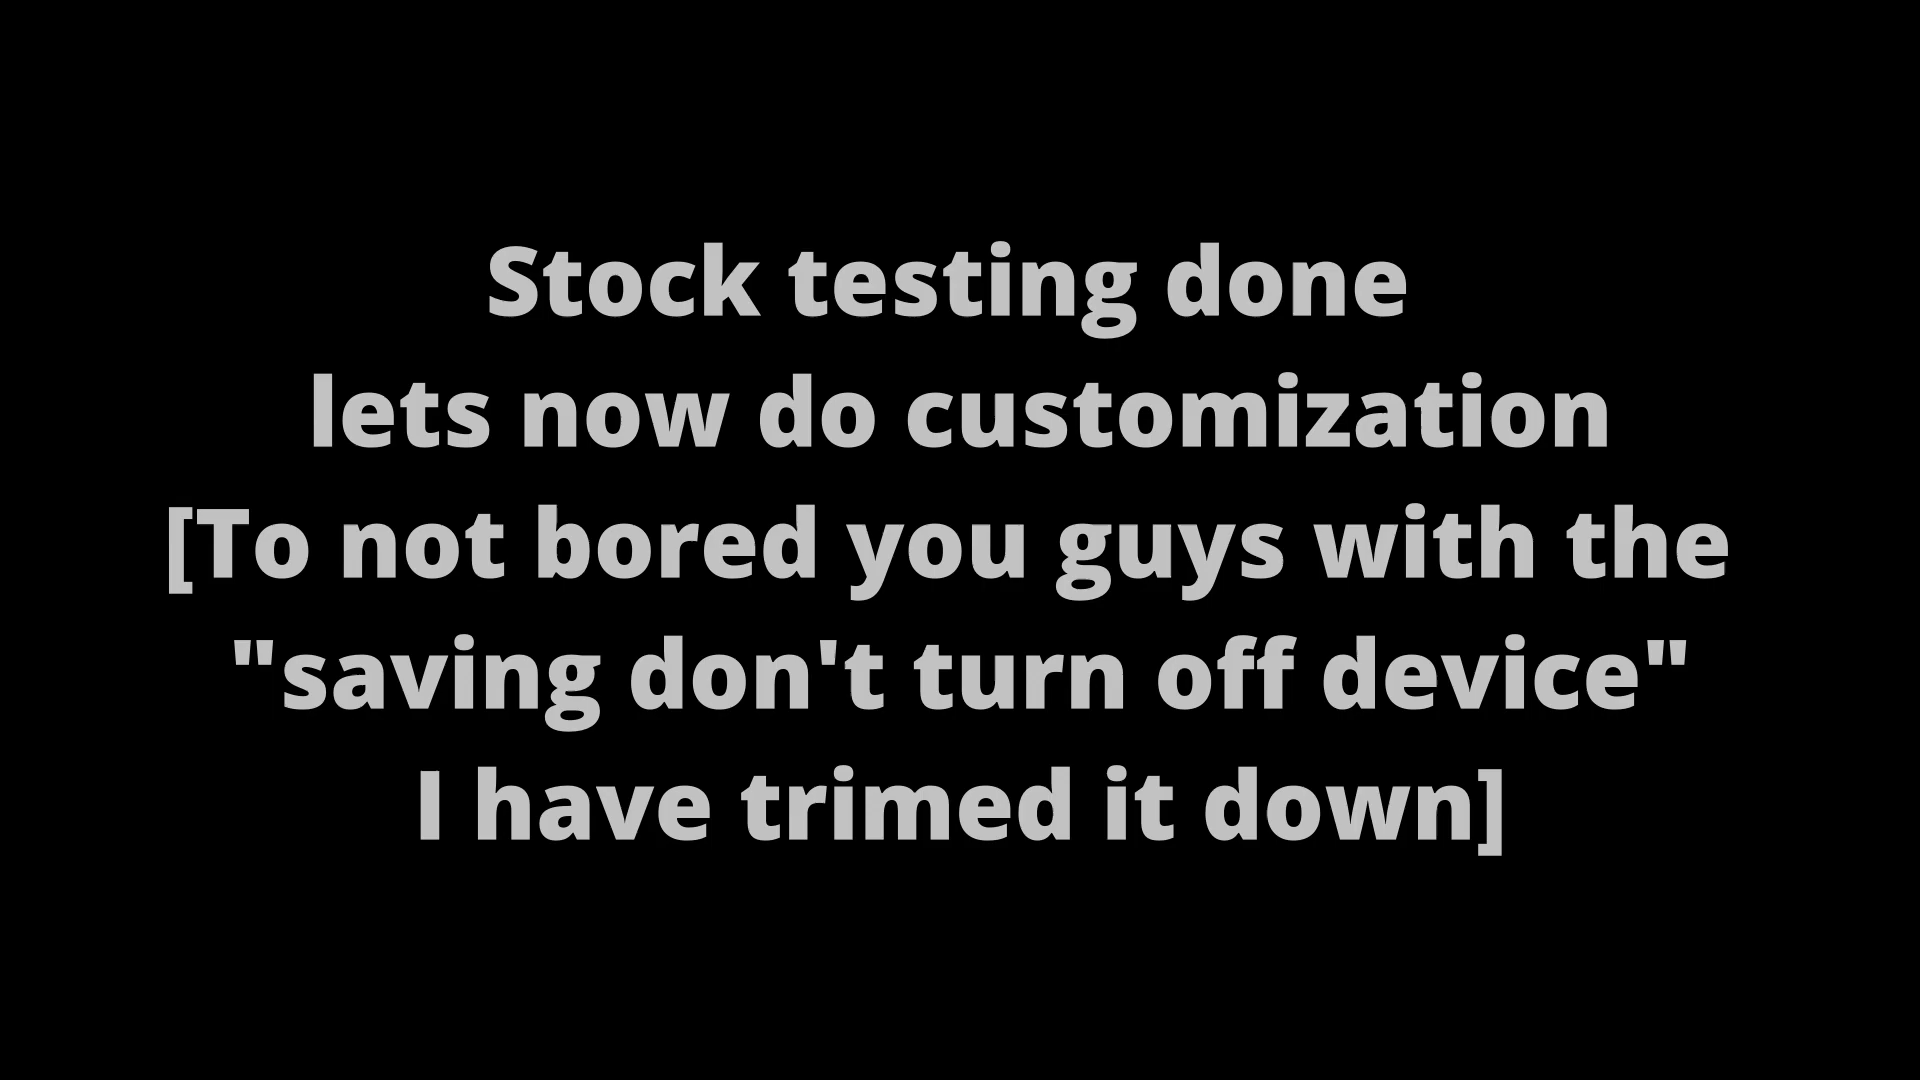 Stock testing done
lets now do customization
[To not bored you guys with the
"saving don't turn off device"
I have trimed it down]